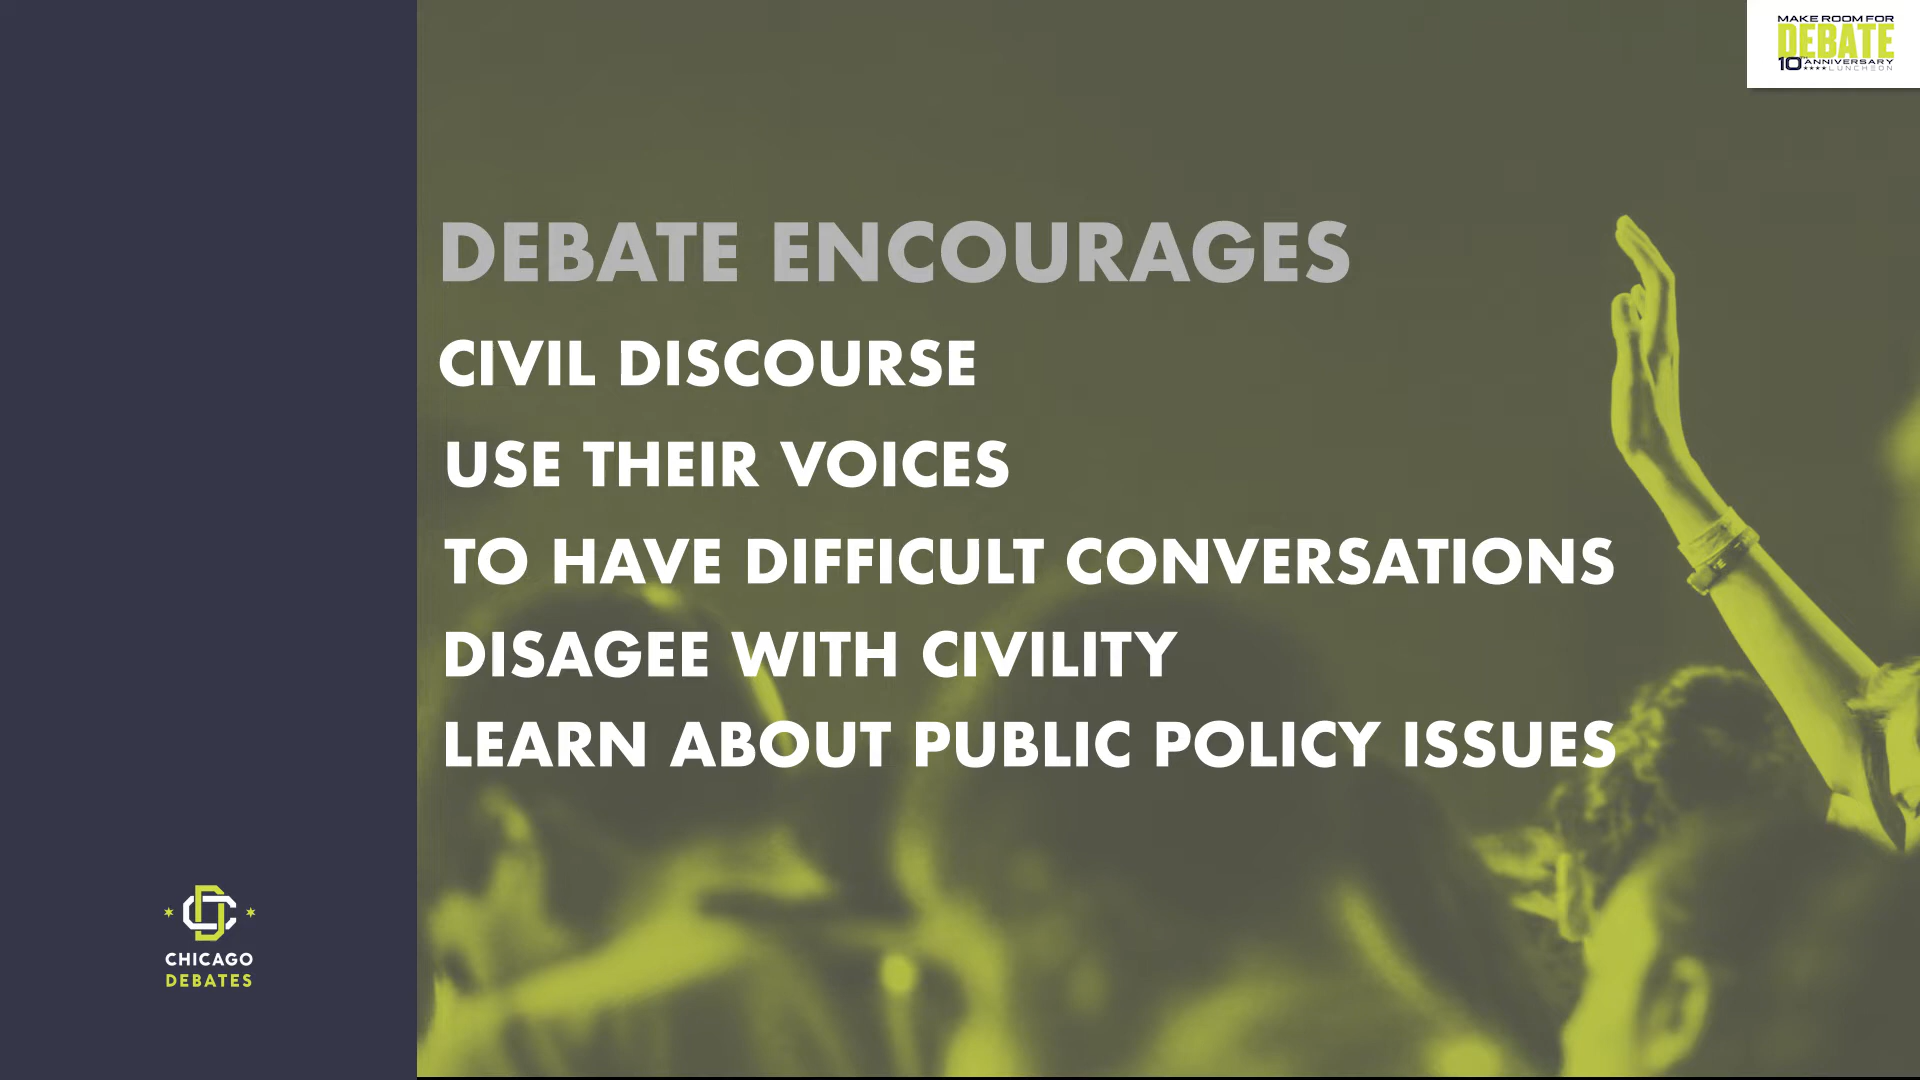 MAKE ROOM FOR
DEBATE
10 ANNIVERSARY
LUNCHEON
DEBATE ENCOURAGES
CIVIL DISCOURSE
USE THEIR VOICES
TO HAVE DIFFICULT CONVERSATIONS
DISAGEE WITH CIVILITY
LEARN ABOUT PUBLIC POLICY ISSUES
CHICAGO
DEBATES